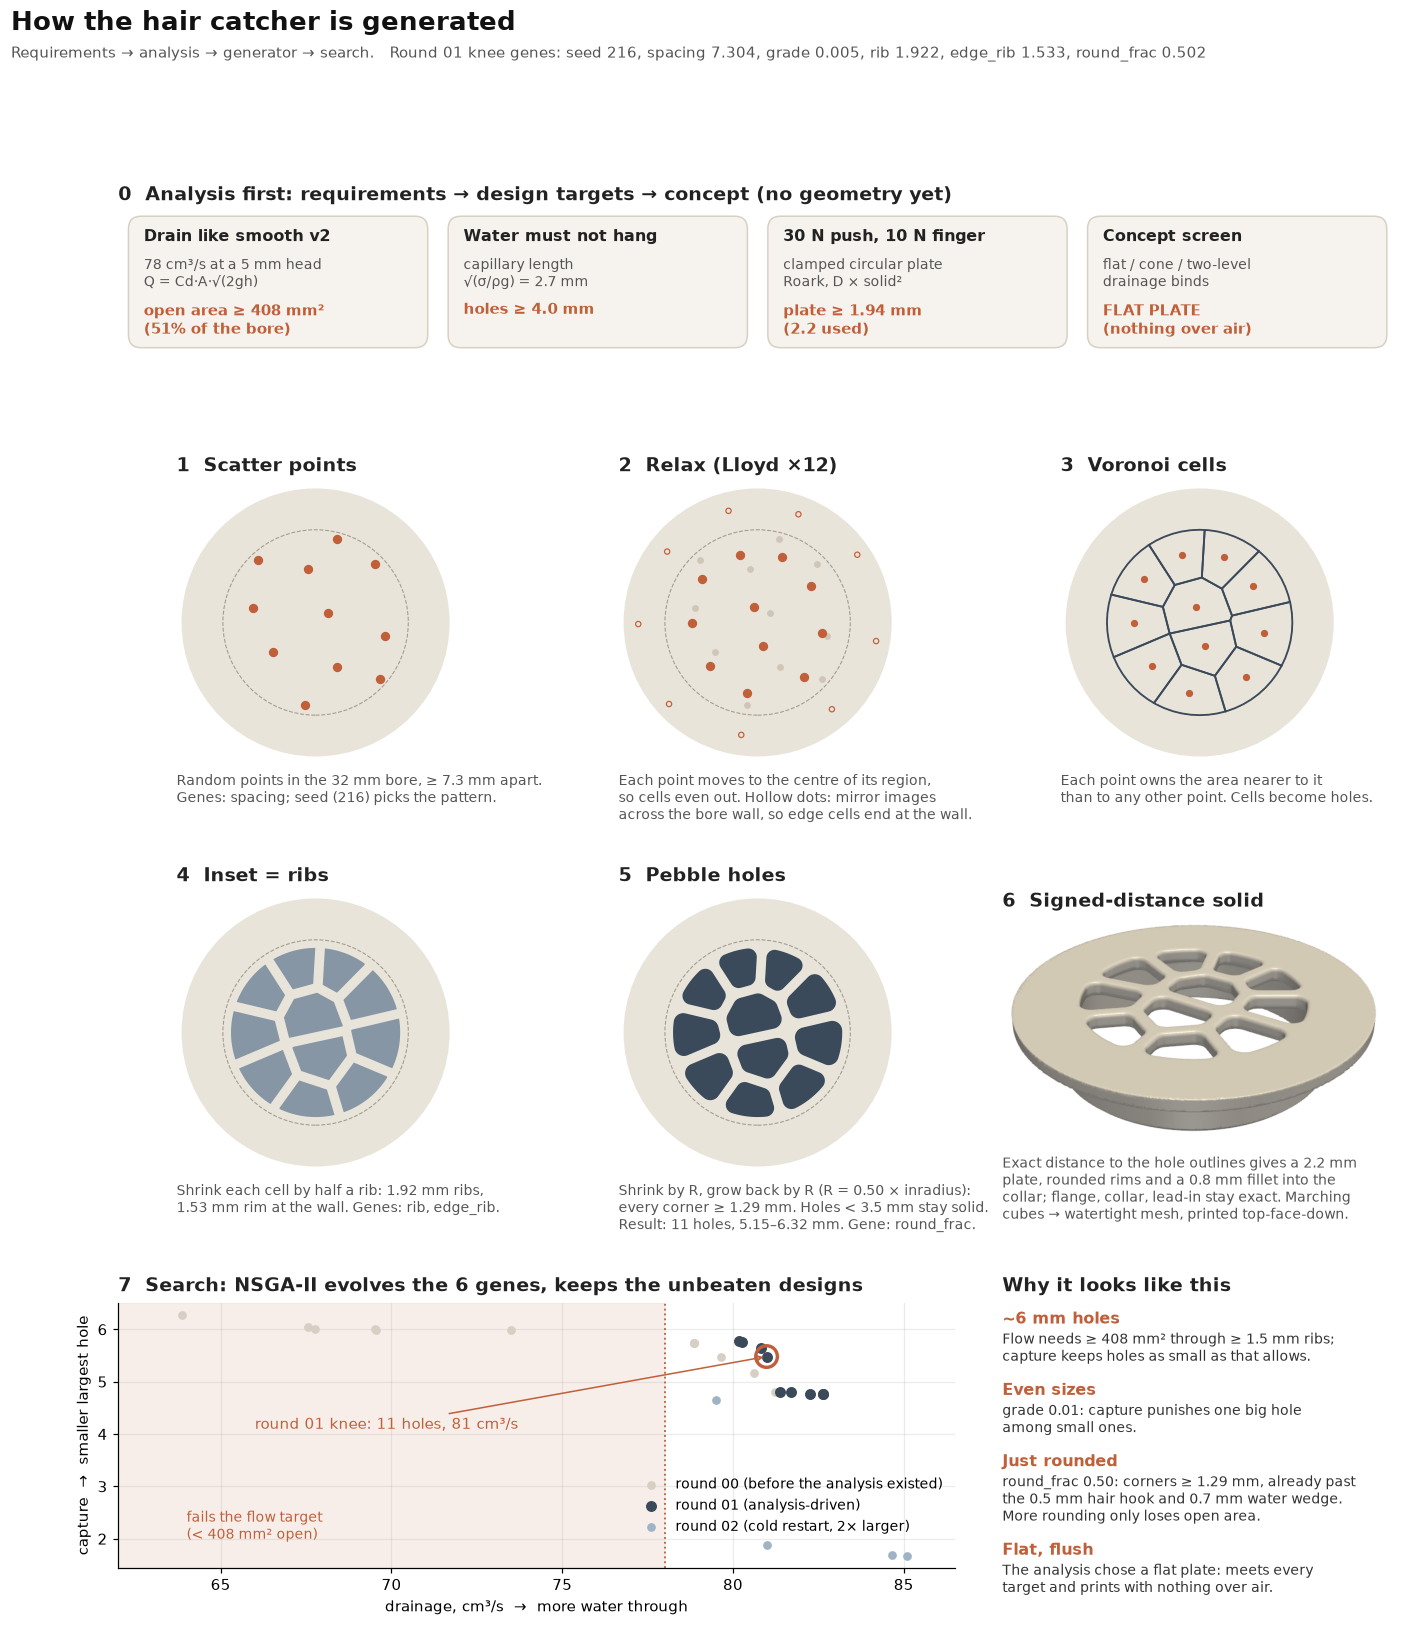 How the hair catcher is generated
Requirements → analysis → generator → search.   Round 01 knee genes: seed 216, spacing 7.304, grade 0.005, rib 1.922, edge_rib 1.533, round_frac 0.502
0  Analysis first: requirements → design targets → concept (no geometry yet)
Drain like smooth v2
78 cm³/s at a 5 mm head
Q = Cd·A·√(2gh)
open area ≥ 408 mm²
(51% of the bore)
Water must not hang
capillary length
√(σ/ρg) = 2.7 mm
holes ≥ 4.0 mm
30 N push, 10 N finger
clamped circular plate
Roark, D × solid²
plate ≥ 1.94 mm
(2.2 used)
Concept screen
flat / cone / two-level
drainage binds
FLAT PLATE
(nothing over air)
1  Scatter points
Random points in the 32 mm bore, ≥ 7.3 mm apart.
Genes: spacing; seed (216) picks the pattern.
2  Relax (Lloyd ×12)
Each point moves to the centre of its region,
so cells even out. Hollow dots: mirror images
across the bore wall, so edge cells end at the wall.
3  Voronoi cells
Each point owns the area nearer to it
than to any other point. Cells become holes.
4  Inset = ribs
Shrink each cell by half a rib: 1.92 mm ribs,
1.53 mm rim at the wall. Genes: rib, edge_rib.
5  Pebble holes
Shrink by R, grow back by R (R = 0.50 × inradius):
every corner ≥ 1.29 mm. Holes < 3.5 mm stay solid.
Result: 11 holes, 5.15–6.32 mm. Gene: round_frac.
6  Signed-distance solid
Exact distance to the hole outlines gives a 2.2 mm
plate, rounded rims and a 0.8 mm fillet into the
collar; flange, collar, lead-in stay exact. Marching
cubes → watertight mesh, printed top-face-down.
7  Search: NSGA-II evolves the 6 genes, keeps the unbeaten designs
capture → smaller largest hole
6
5
4
3
2
round 01 knee: 11 holes, 81 cm³/s
fails the flow target
(< 408 mm² open)
round 00 (before the analysis existed)
round 01 (analysis-driven)
round 02 (cold restart, 2× larger)
65
70
75
80
85
drainage, cm³/s → more water through
Why it looks like this
~6 mm holes
Flow needs ≥ 408 mm² through ≥ 1.5 mm ribs;
capture keeps holes as small as that allows.
Even sizes
grade 0.01: capture punishes one big hole
among small ones.
Just rounded
round_frac 0.50: corners ≥ 1.29 mm, already past
the 0.5 mm hair hook and 0.7 mm water wedge.
More rounding only loses open area.
Flat, flush
The analysis chose a flat plate: meets every
target and prints with nothing over air.